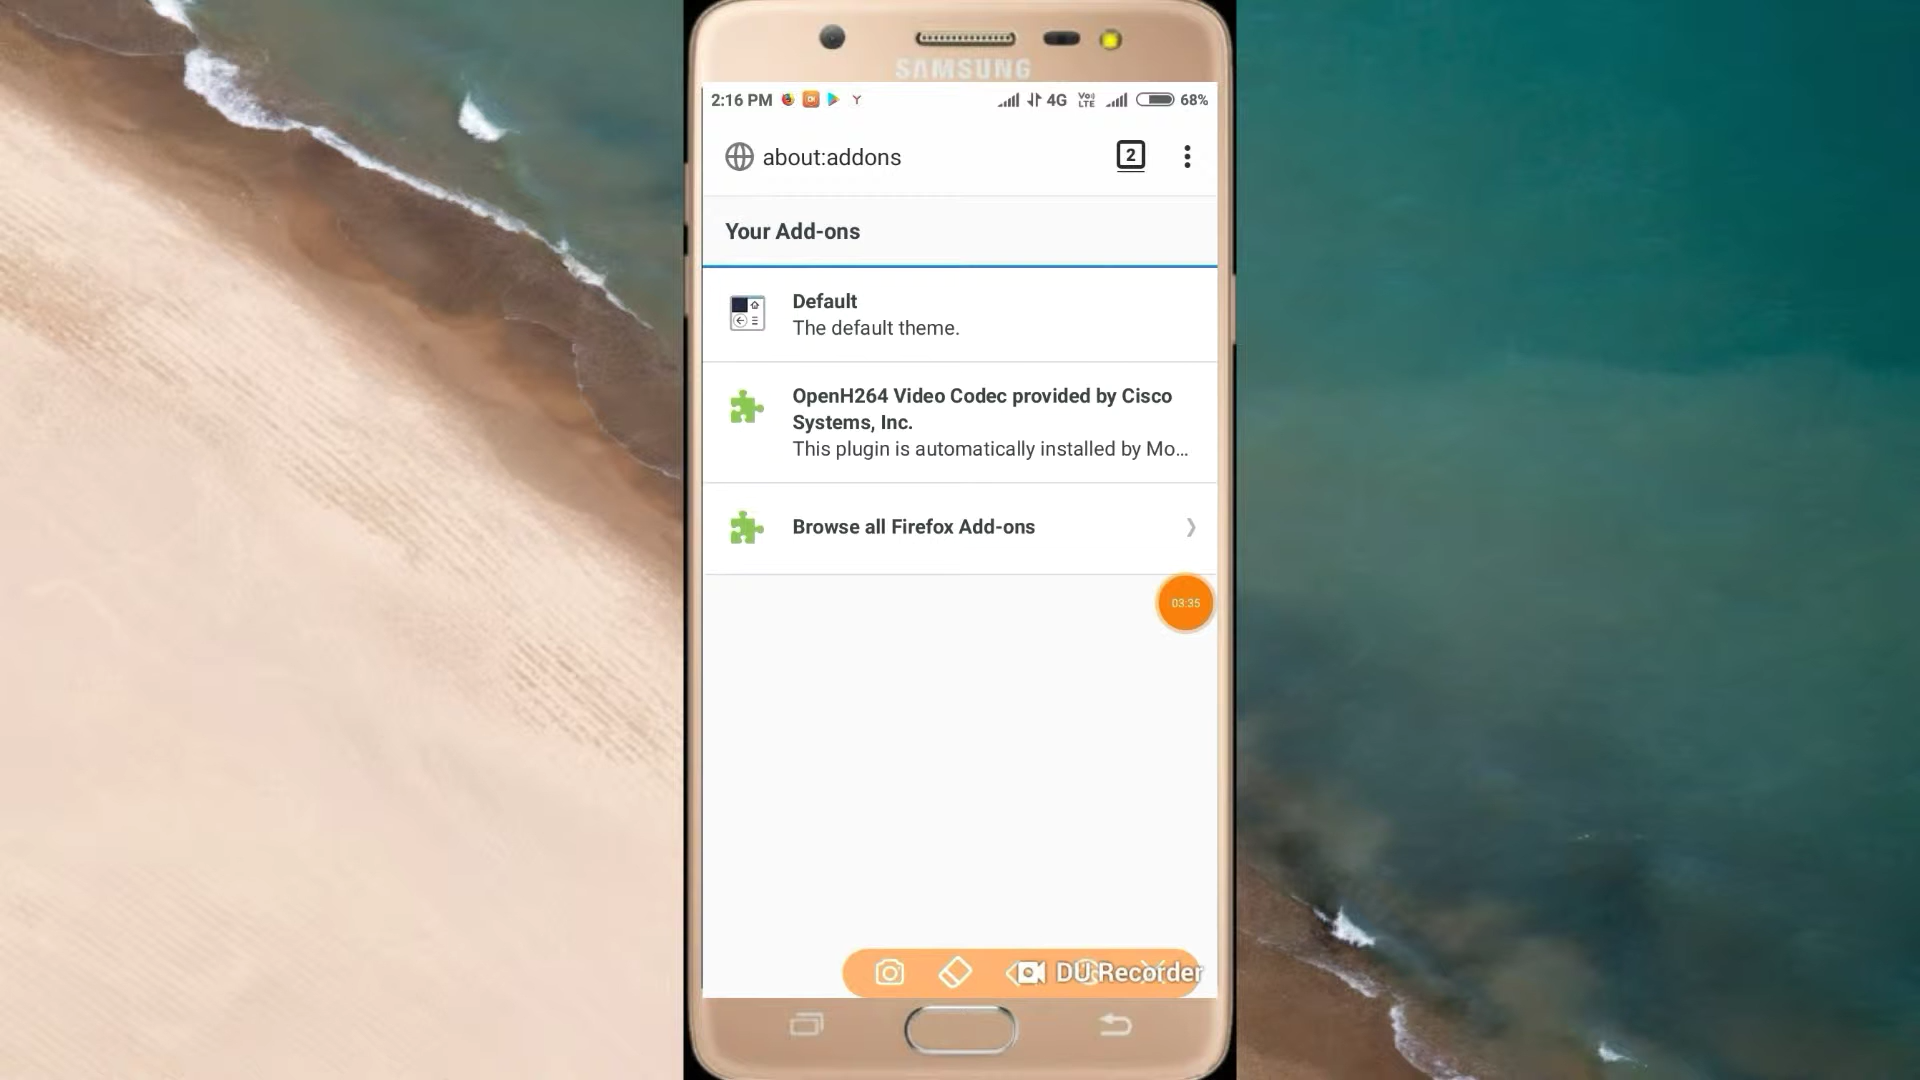 SAMSUNG
2:16 PM 4G VoLTE 68%
about:addons 2
Your Add-ons
Default
The default theme.
OpenH264 Video Codec provided by Cisco
Systems, Inc.
This plugin is automatically installed by Mo...
Browse all Firefox Add-ons
03:35
DU Recorder